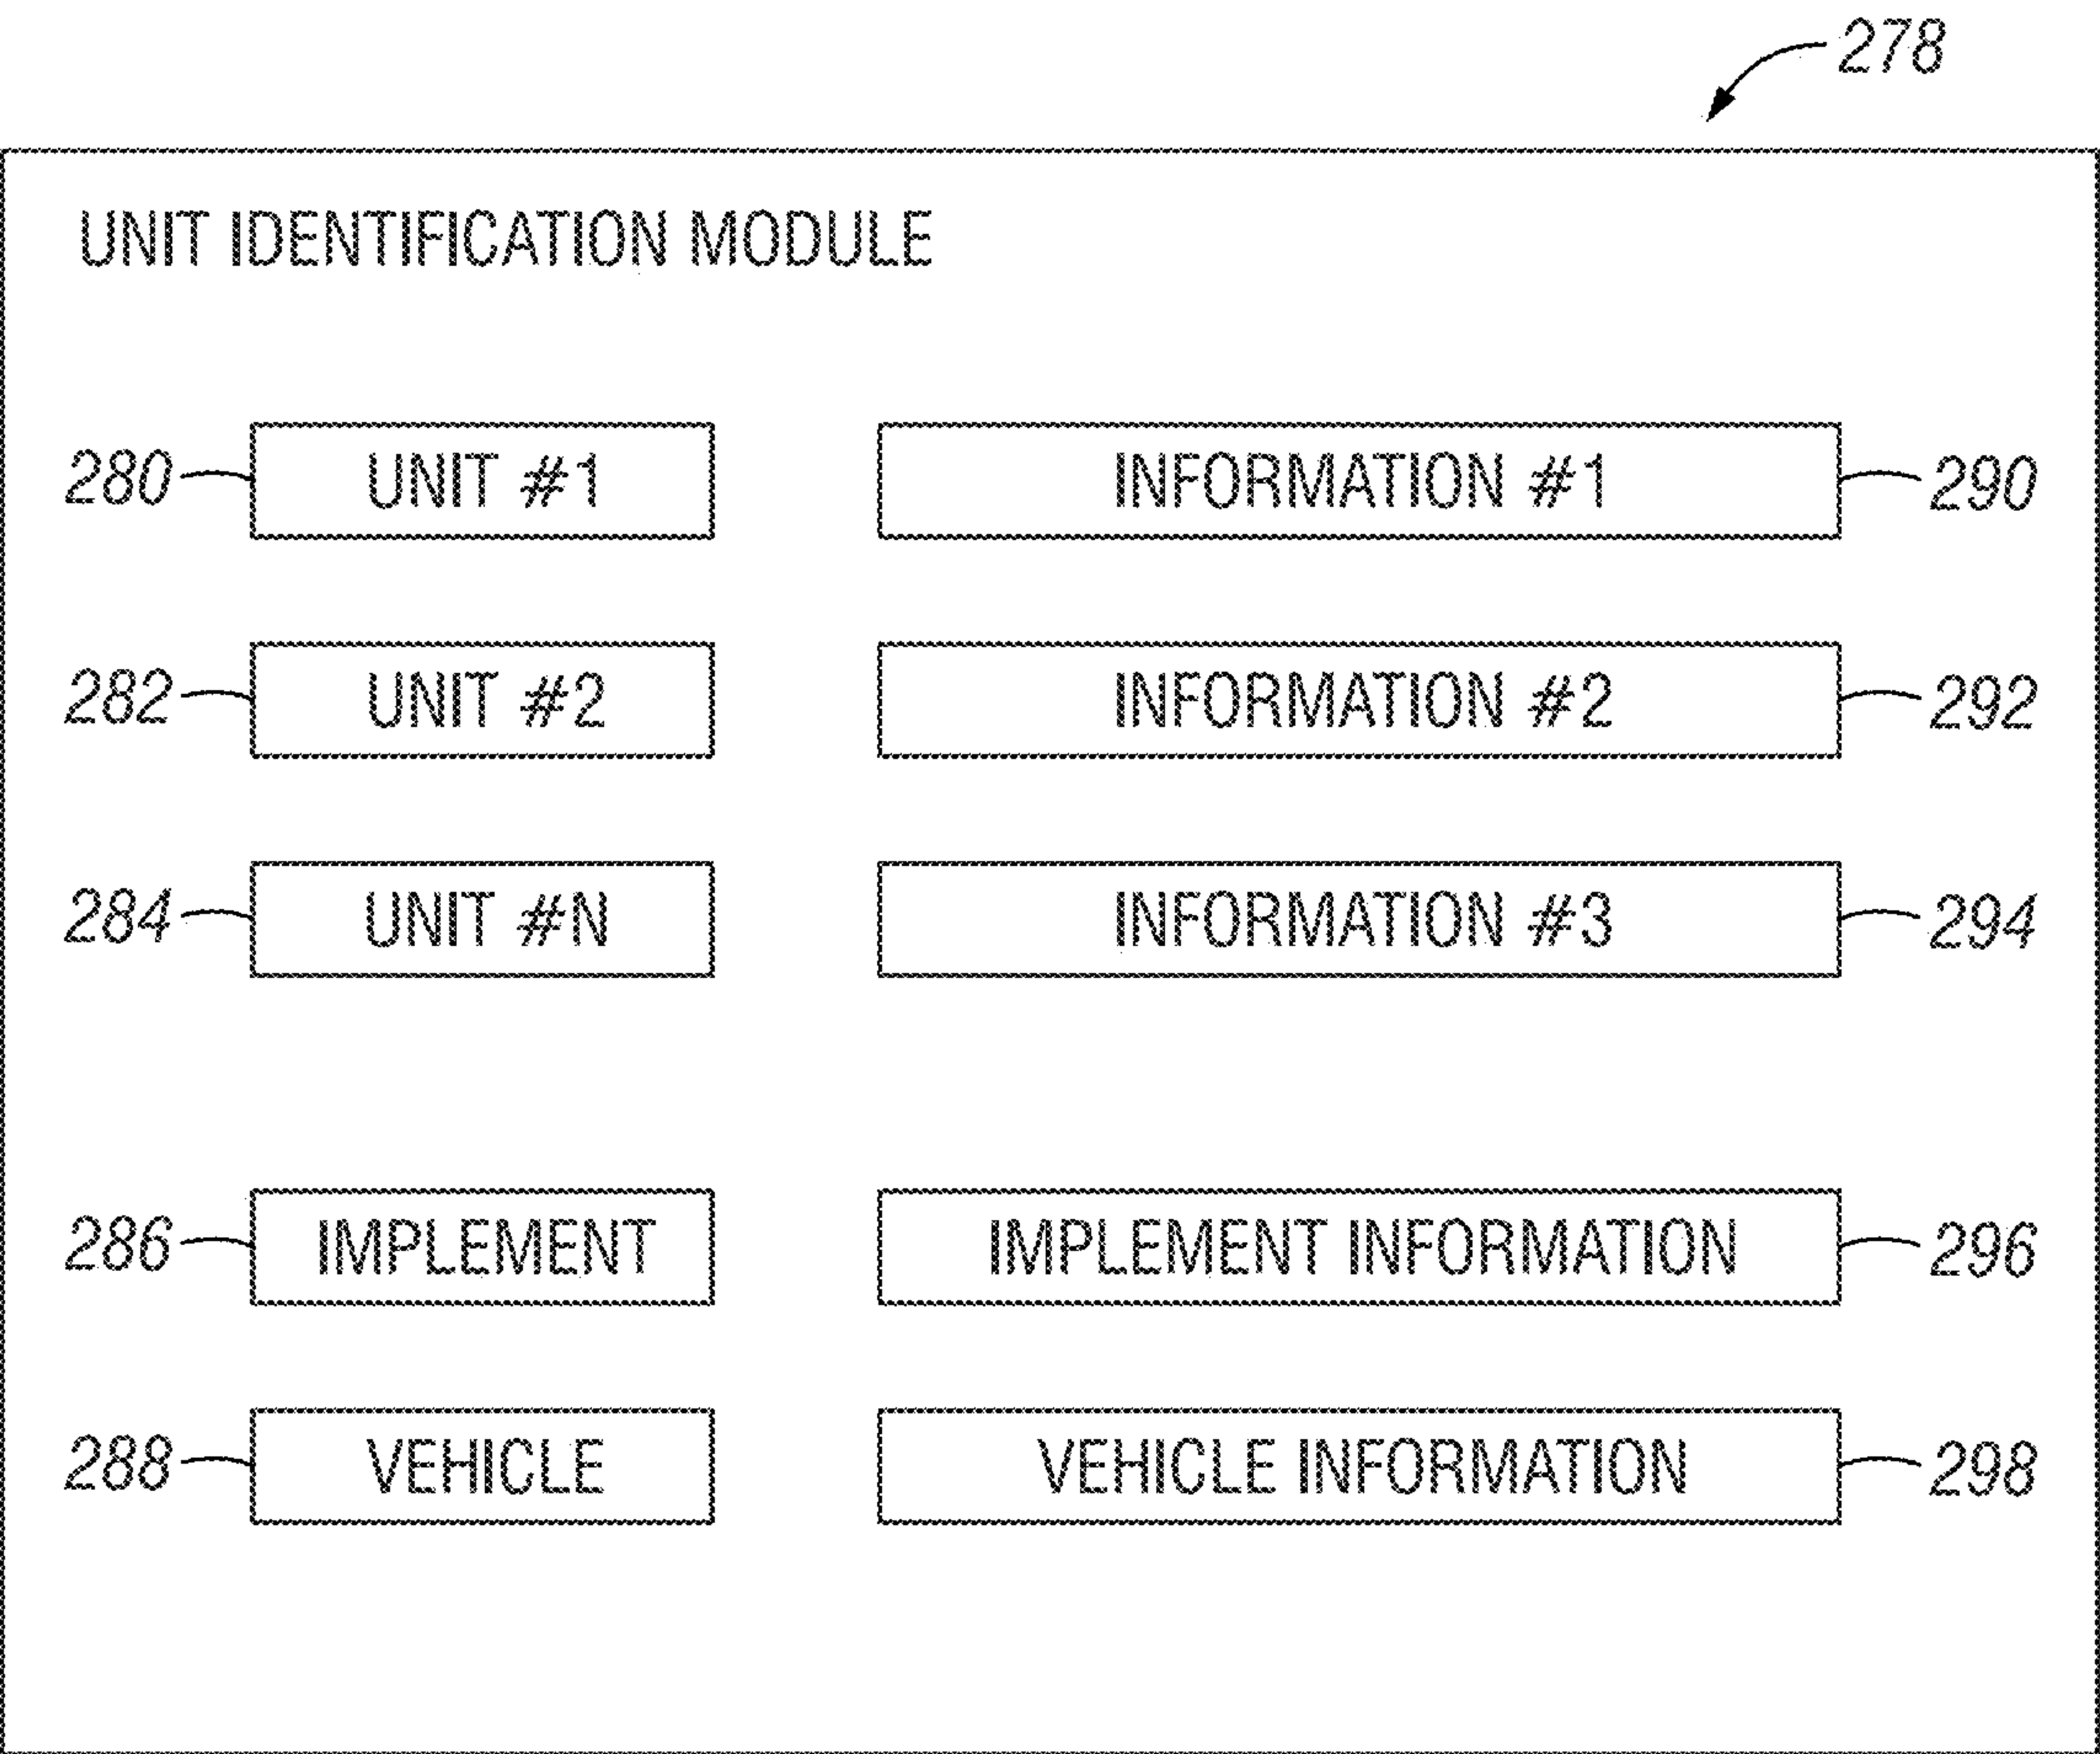 278
UNIT IDENTIFICATION MODULE
280 UNIT #1 INFORMATION #1 290
282 UNIT #2 INFORMATION #2 292
284 UNIT #N INFORMATION #3 294
286 IMPLEMENT IMPLEMENT INFORMATION 296
288 VEHICLE VEHICLE INFORMATION 298